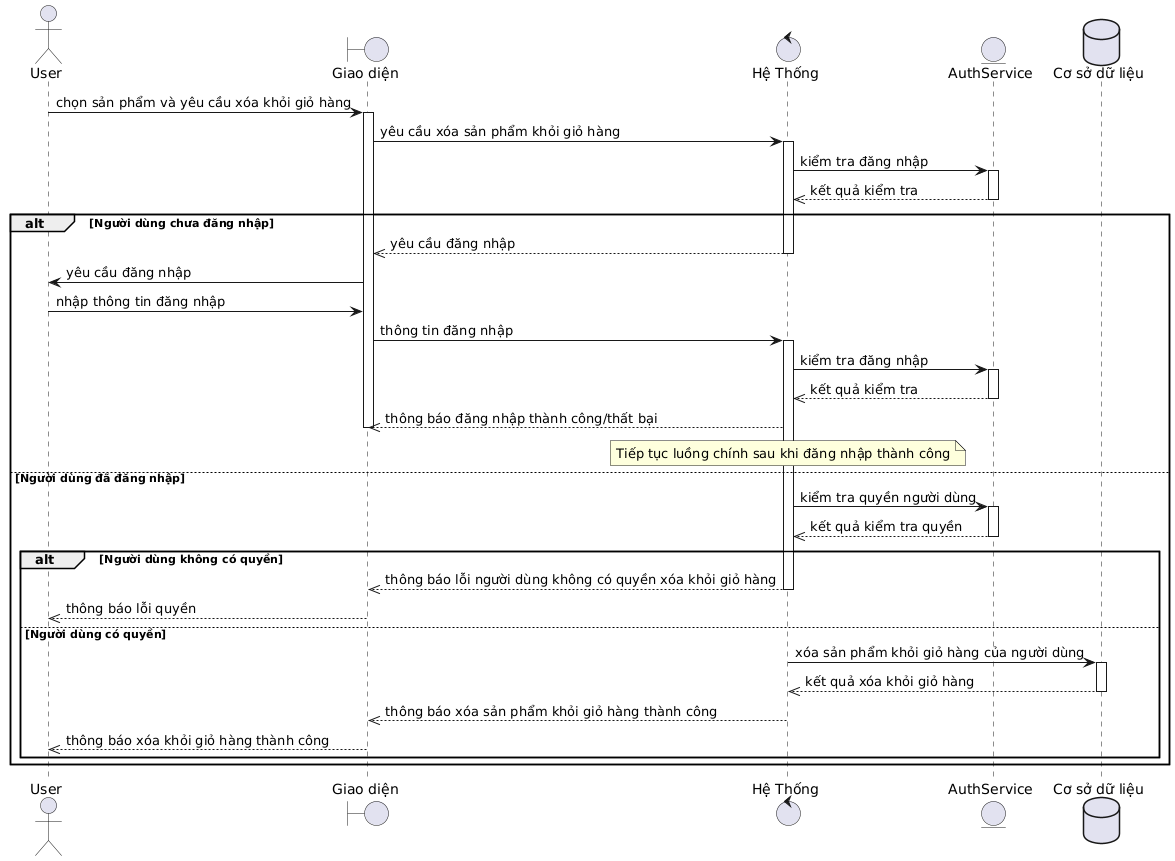 User
Giao diện
Hệ Thống
AuthService
Cơ sở dữ liệu
chọn sản phẩm và yêu cầu xóa khỏi giỏ hàng
yêu cầu xóa sản phẩm khỏi giỏ hàng
kiểm tra đăng nhập
kết quả kiểm tra
alt [Người dùng chưa đăng nhập]
yêu cầu đăng nhập
yêu cầu đăng nhập
nhập thông tin đăng nhập
thông tin đăng nhập
kiểm tra đăng nhập
kết quả kiểm tra
thông báo đăng nhập thành công/thất bại
Tiếp tục luồng chính sau khi đăng nhập thành công
[Người dùng đã đăng nhập]
kiểm tra quyền người dùng
kết quả kiểm tra quyền
alt [Người dùng không có quyền]
thông báo lỗi người dùng không có quyền xóa khỏi giỏ hàng
thông báo lỗi quyền
[Người dùng có quyền]
xóa sản phẩm khỏi giỏ hàng của người dùng
kết quả xóa khỏi giỏ hàng
thông báo xóa sản phẩm khỏi giỏ hàng thành công
thông báo xóa khỏi giỏ hàng thành công
User
Giao diện
Hệ Thống
AuthService
Cơ sở dữ liệu